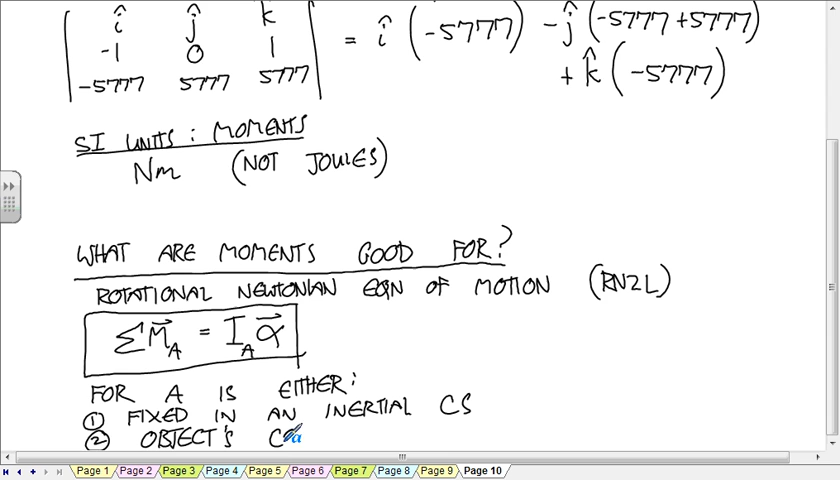 î ĵ k̂
-1 0 1 = î (-5777) -ĵ (-5777 +5777)
-5777 5777 5777 + k̂ (-5777)
SI UNITS : MOMENTS
Nm (NOT JOULES)
WHAT ARE MOMENTS GOOD FOR?
ROTATIONAL NEWTONIAN EQN OF MOTION (RN2L)
ΣM⃗_A = I_A α⃗
FOR A IS EITHER:
① FIXED IN AN INERTIAL CS
② OBJECT'S
Page 1 Page 2 Page 3 Page 4 Page 5 Page 6 Page 7 Page 8 Page 9 Page 10